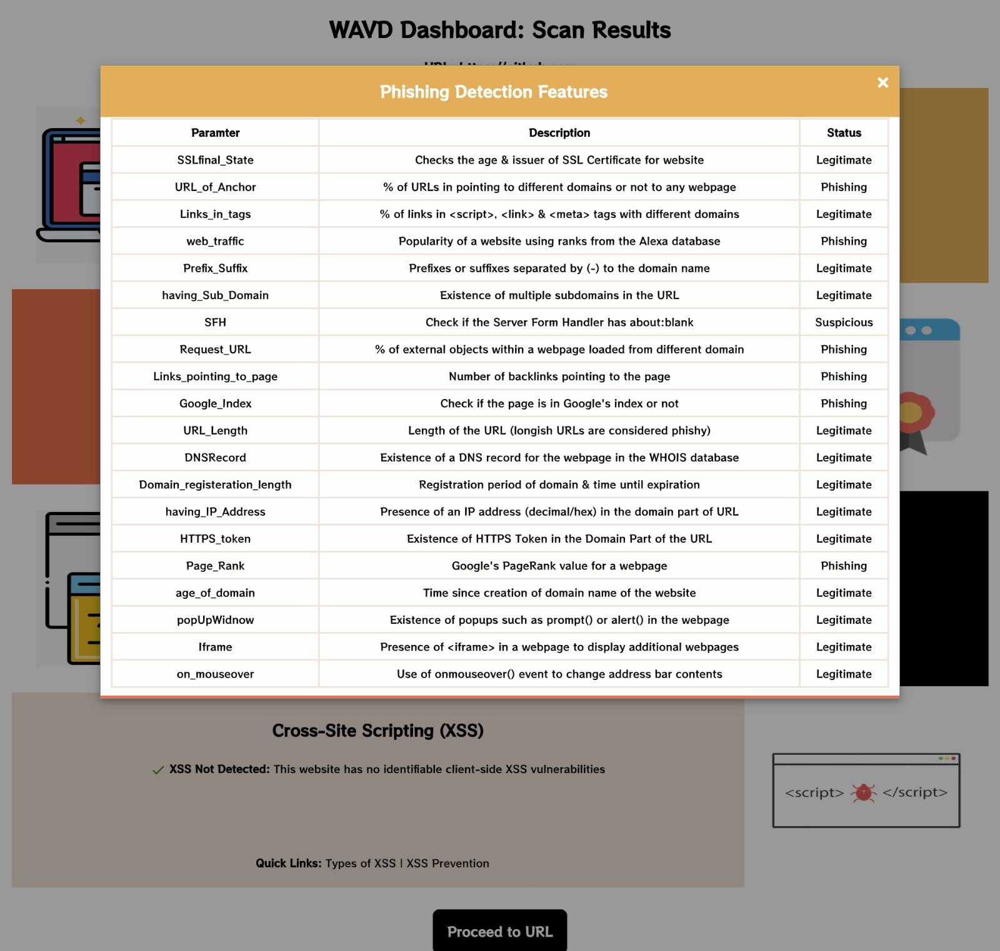 WAVD Dashboard: Scan Results
Phishing Detection Features
Paramter Description Status
SSLfinal_State Checks the age & issuer of SSL Certificate for website Legitimate
URL_of_Anchor % of URLs in pointing to different domains or not to any webpage Phishing
Links_in_tags % of links in <script>, <link> & <meta> tags with different domains Legitimate
web_traffic Popularity of a website using ranks from the Alexa database Phishing
Prefix_Suffix Prefixes or suffixes separated by (-) to the domain name Legitimate
having_Sub_Domain Existence of multiple subdomains in the URL Legitimate
SFH Check if the Server Form Handler has about:blank Suspicious
Request_URL % of external objects within a webpage loaded from different domain Phishing
Links_pointing_to_page Number of backlinks pointing to the page Phishing
Google_Index Check if the page is in Google's index or not Phishing
URL_Length Length of the URL (longish URLs are considered phishy) Legitimate
DNSRecord Existence of a DNS record for the webpage in the WHOIS database Legitimate
Domain_registeration_length Registration period of domain & time until expiration Legitimate
having_IP_Address Presence of an IP address (decimal/hex) in the domain part of URL Legitimate
HTTPS_token Existence of HTTPS Token in the Domain Part of the URL Legitimate
Page_Rank Google's PageRank value for a webpage Phishing
age_of_domain Time since creation of domain name of the website Legitimate
popUpWidnow Existence of popups such as prompt() or alert() in the webpage Legitimate
Iframe Presence of <iframe> in a webpage to display additional webpages Legitimate
on_mouseover Use of onmouseover() event to change address bar contents Legitimate
Cross-Site Scripting (XSS)
XSS Not Detected: This website has no identifiable client-side XSS vulnerabilities
<script> </script>
Quick Links: Types of XSS | XSS Prevention
Proceed to URL